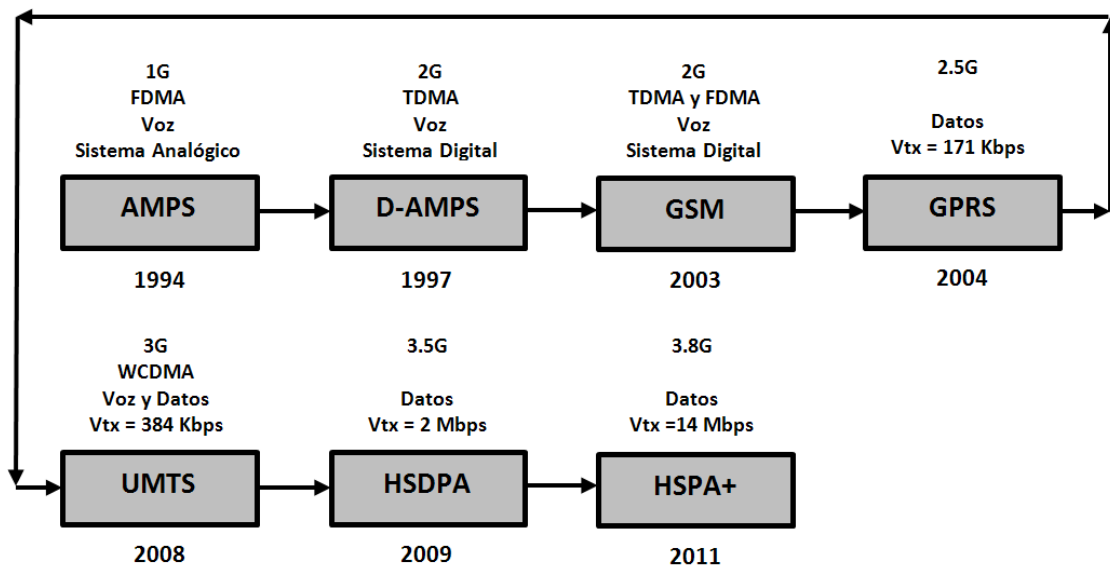 1G
FDMA
Voz
Sistema Analógico
AMPS
1994
2G
TDMA
Voz
Sistema Digital
D-AMPS
1997
2G
TDMA y FDMA
Voz
Sistema Digital
GSM
2003
2.5G
Datos
Vtx = 171 Kbps
GPRS
2004
3G
WCDMA
Voz y Datos
Vtx = 384 Kbps
UMTS
2008
3.5G
Datos
Vtx = 2 Mbps
HSDPA
2009
3.8G
Datos
Vtx =14 Mbps
HSPA+
2011